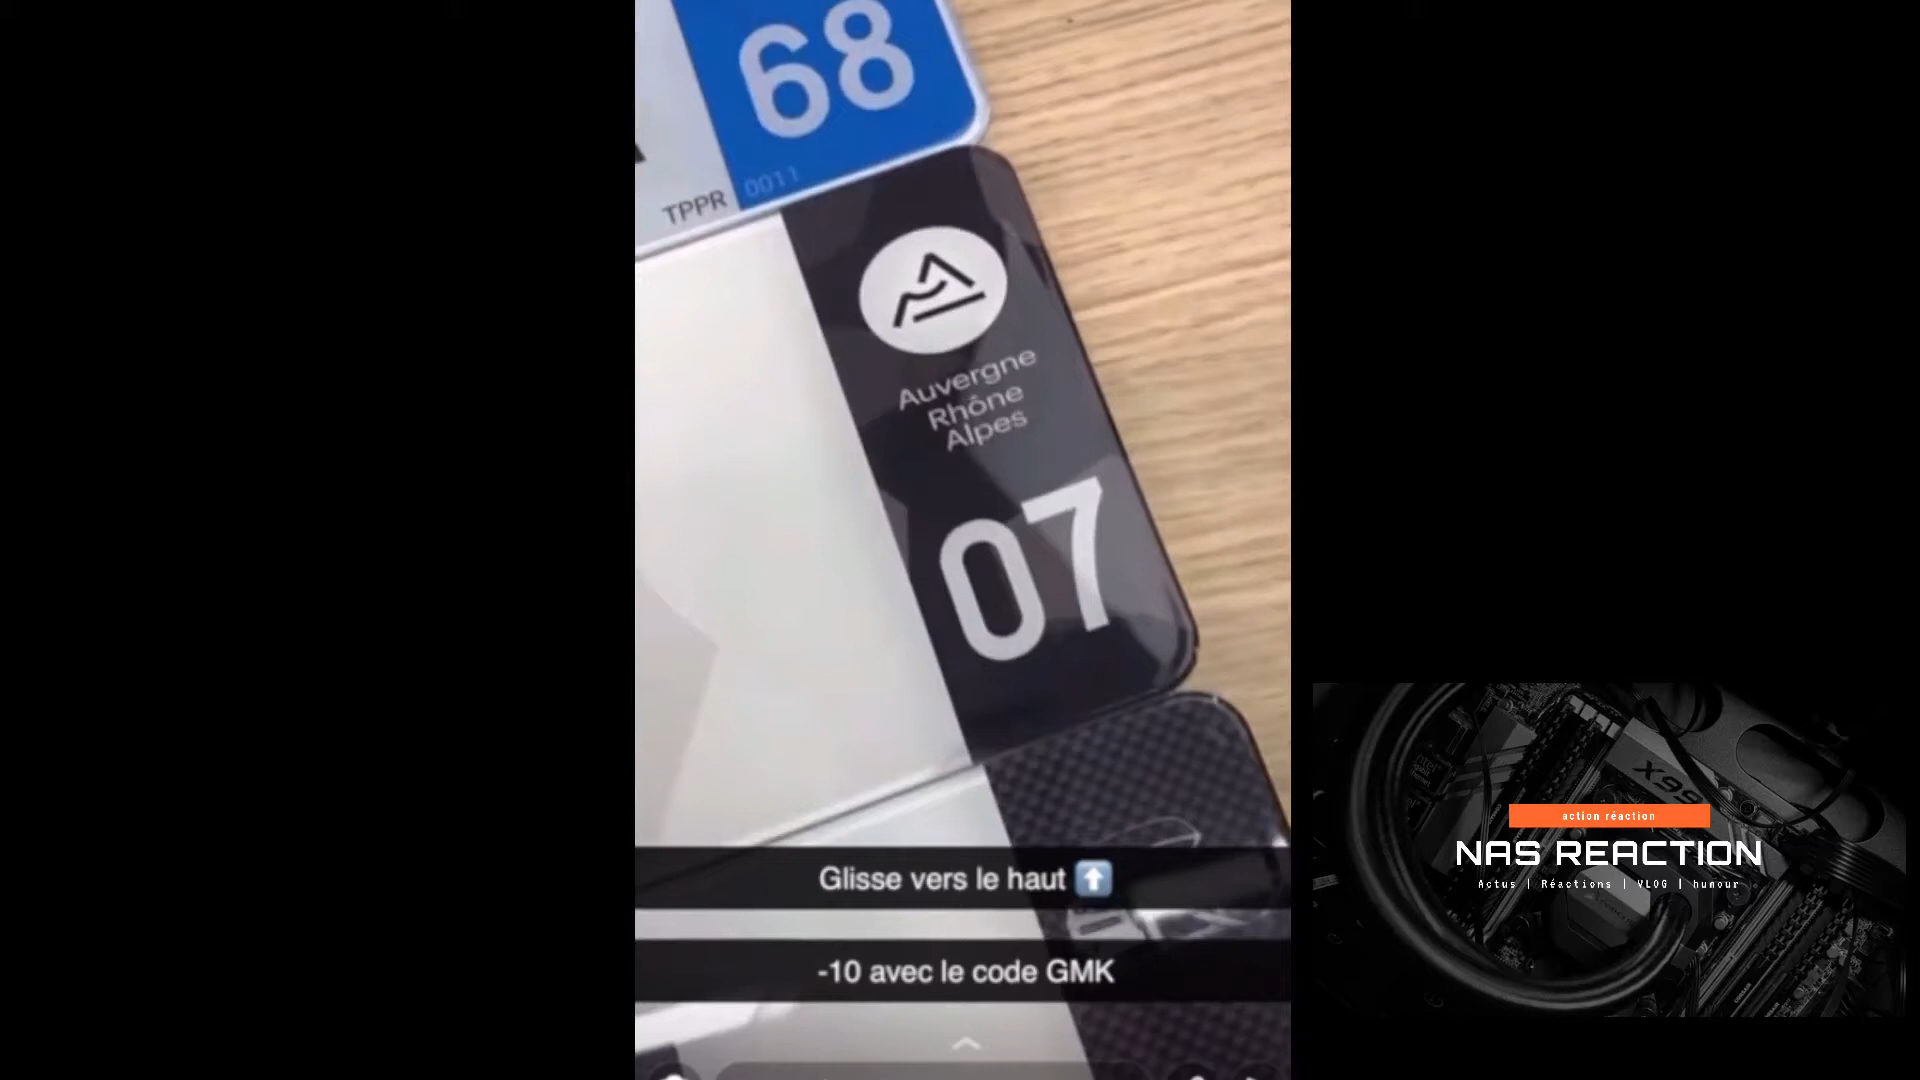 68
0011
TPPR
Auvergne
Rhône
Alpes
07
Glisse vers le haut ⬆️
-10 avec le code GMK
X99
action réaction
NAS REACTION
Actus | Réactions | VLOG | humour